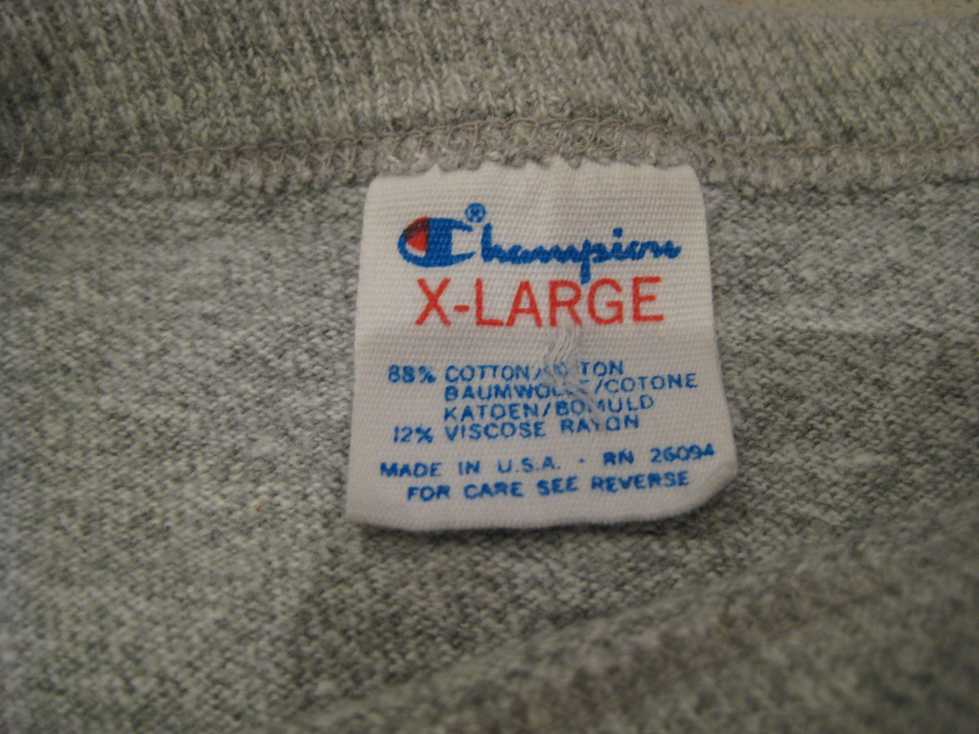 Champion®
X-LARGE
88% COTTON/COTON
BAUMWOLLE/COTONE
KATOEN/BOMULD
12% VISCOSE RAYON
MADE IN U.S.A. · RN 26094
FOR CARE SEE REVERSE